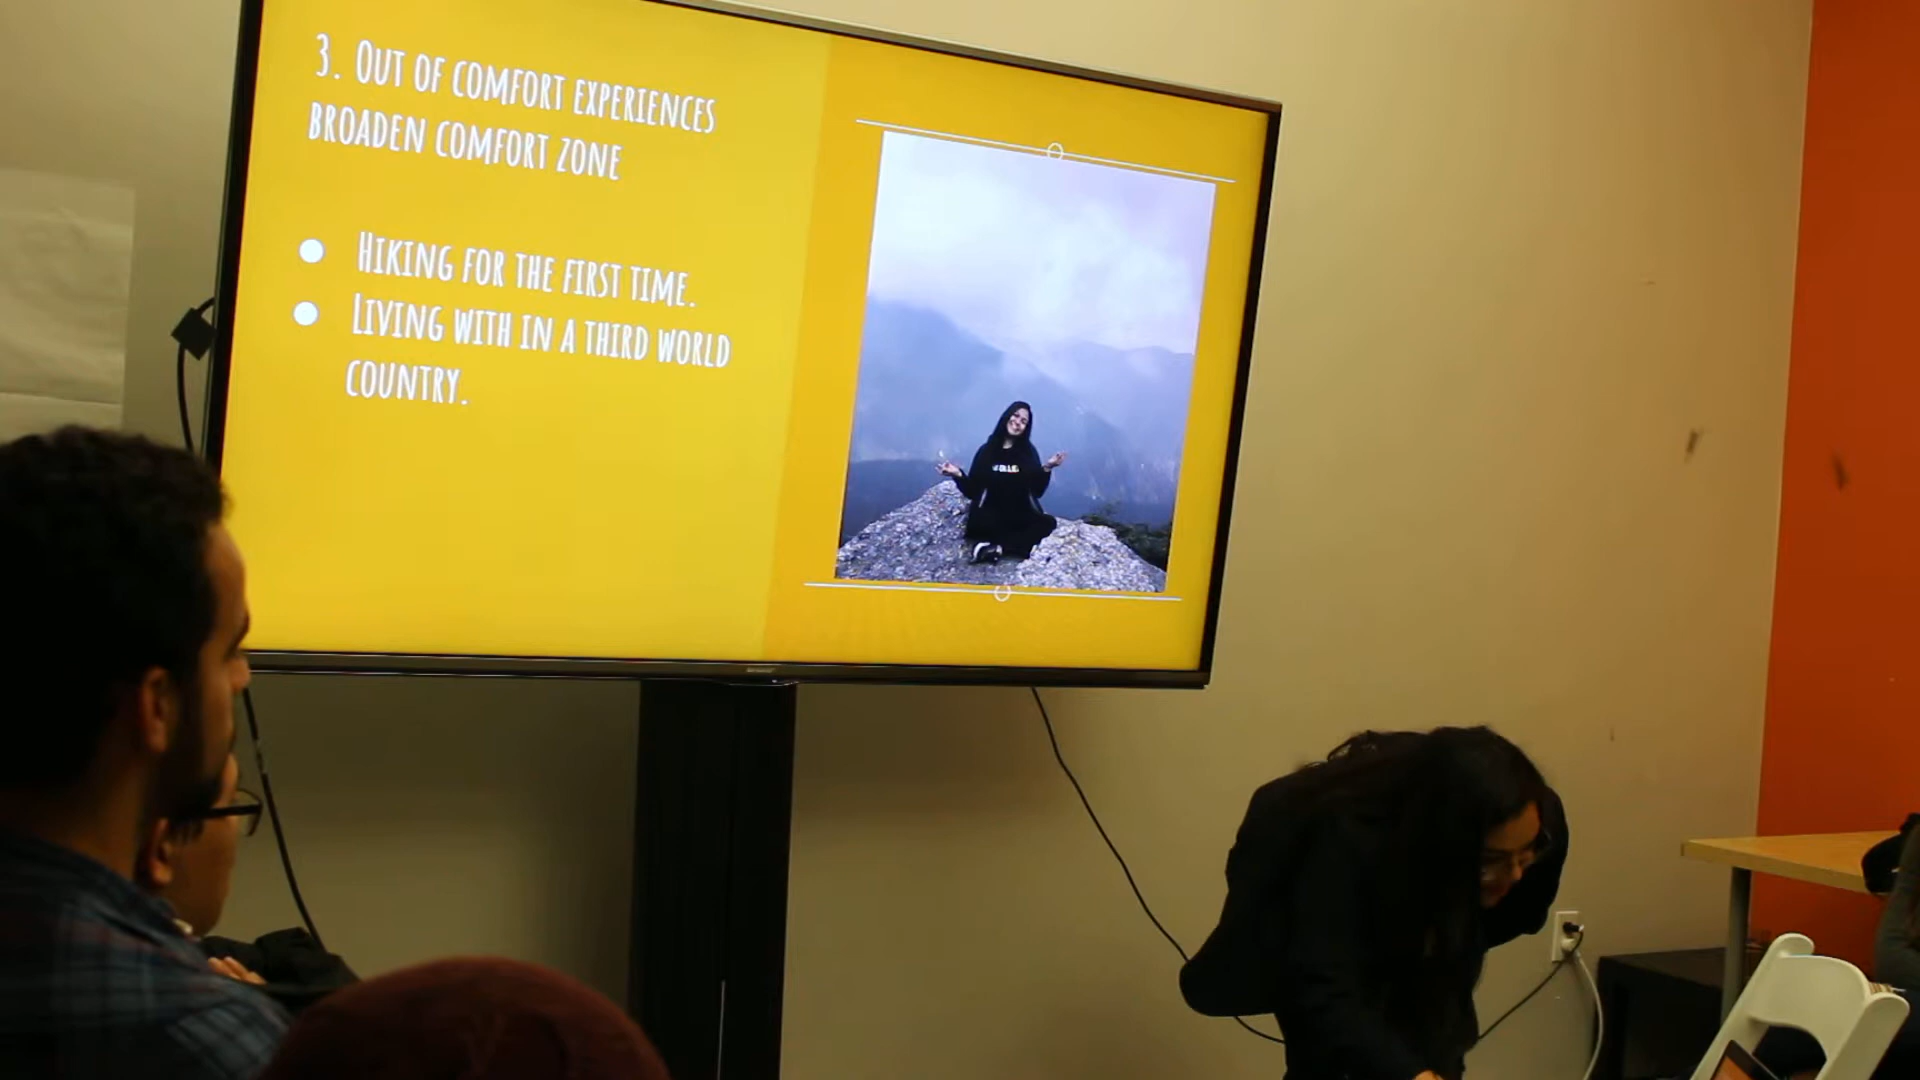 3. Out of comfort experiences
broaden comfort zone
● Hiking for the first time.
● Living with in a third world
country.